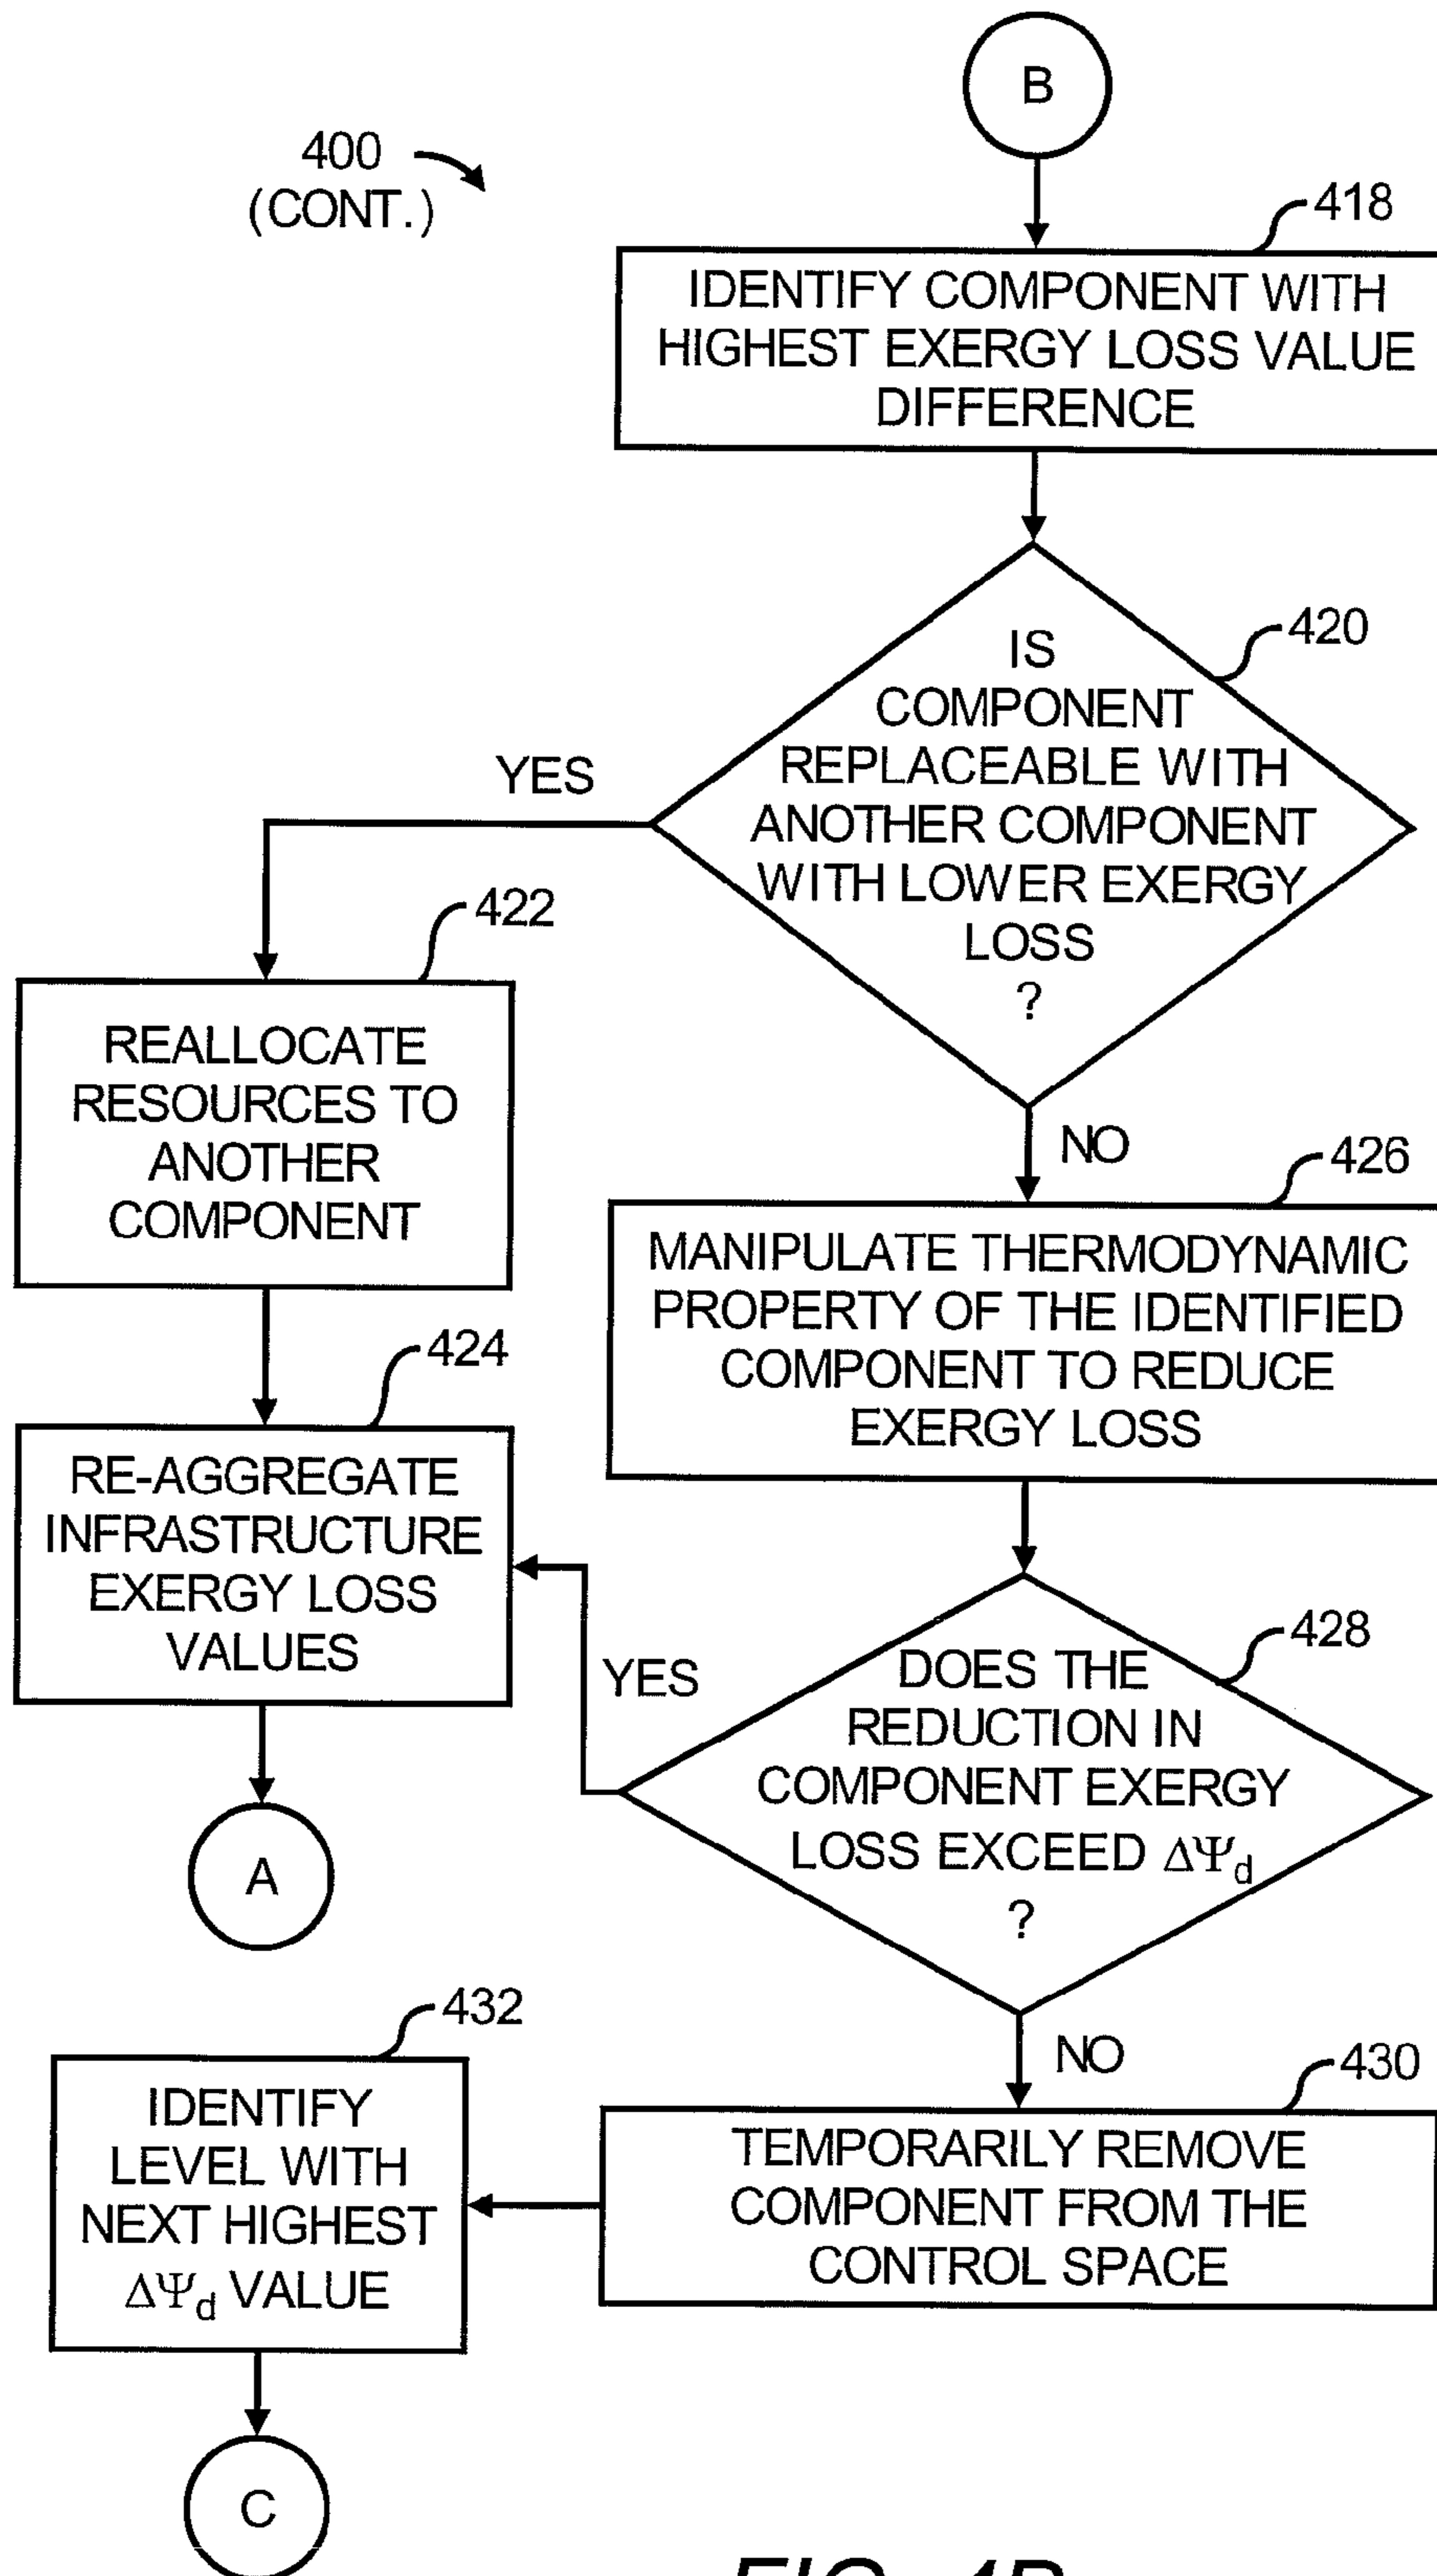 B
400
(CONT.)
418
IDENTIFY COMPONENT WITH
HIGHEST EXERGY LOSS VALUE
DIFFERENCE
420
IS
COMPONENT
REPLACEABLE WITH
ANOTHER COMPONENT
WITH LOWER EXERGY
LOSS
?
YES
422
REALLOCATE
RESOURCES TO
ANOTHER
COMPONENT
NO
426
MANIPULATE THERMODYNAMIC
PROPERTY OF THE IDENTIFIED
COMPONENT TO REDUCE
EXERGY LOSS
424
RE-AGGREGATE
INFRASTRUCTURE
EXERGY LOSS
VALUES
428
DOES THE
REDUCTION IN
COMPONENT EXERGY
LOSS EXCEED ΔΨd
?
YES
A
NO
430
TEMPORARILY REMOVE
COMPONENT FROM THE
CONTROL SPACE
432
IDENTIFY
LEVEL WITH
NEXT HIGHEST
ΔΨd VALUE
C